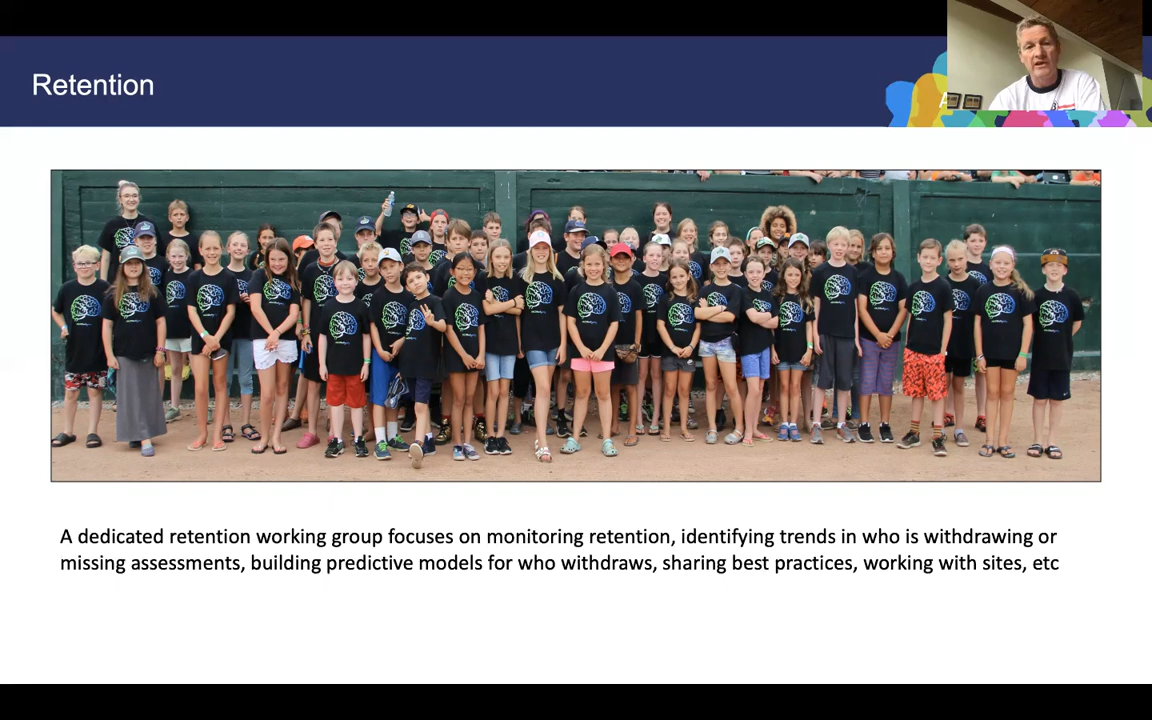 Retention
A dedicated retention working group focuses on monitoring retention, identifying trends in who is withdrawing or
missing assessments, building predictive models for who withdraws, sharing best practices, working with sites, etc